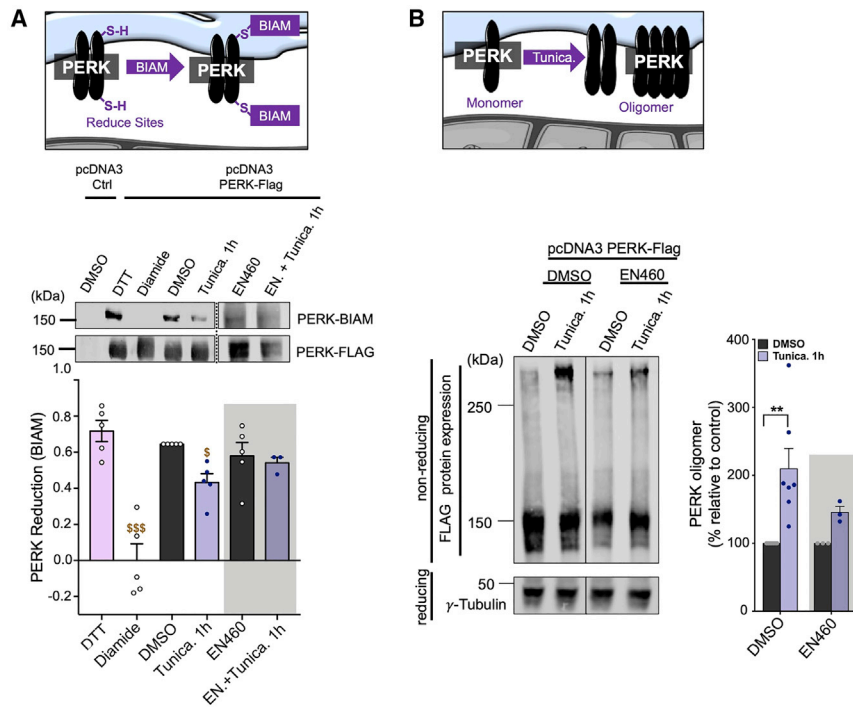 A
S-H
PERK
S-H
Reduce Sites
BIAM
PERK
S
BIAM
S
BIAM
pcDNA3
Ctrl
pcDNA3
PERK-Flag
DMSO
DTT
Diamide
DMSO
Tunica. 1h
EN460
EN. + Tunica. 1h
(kDa)
150
PERK-BIAM
150
PERK-FLAG
1.0
0.8
0.6
0.4
0.2
0.0
-0.2
PERK Reduction (BIAM)
$$$
$
DTT
Diamide
DMSO
Tunica. 1h
EN460
EN.+Tunica. 1h
B
PERK
Monomer
Tunica.
PERK
Oligomer
pcDNA3 PERK-Flag
DMSO
EN460
DMSO
Tunica. 1h
DMSO
Tunica. 1h
(kDa)
250
150
non-reducing
FLAG protein expression
reducing
50
γ-Tubulin
400
300
200
100
0
PERK oligomer
(% relative to control)
DMSO
Tunica. 1h
**
DMSO
EN460